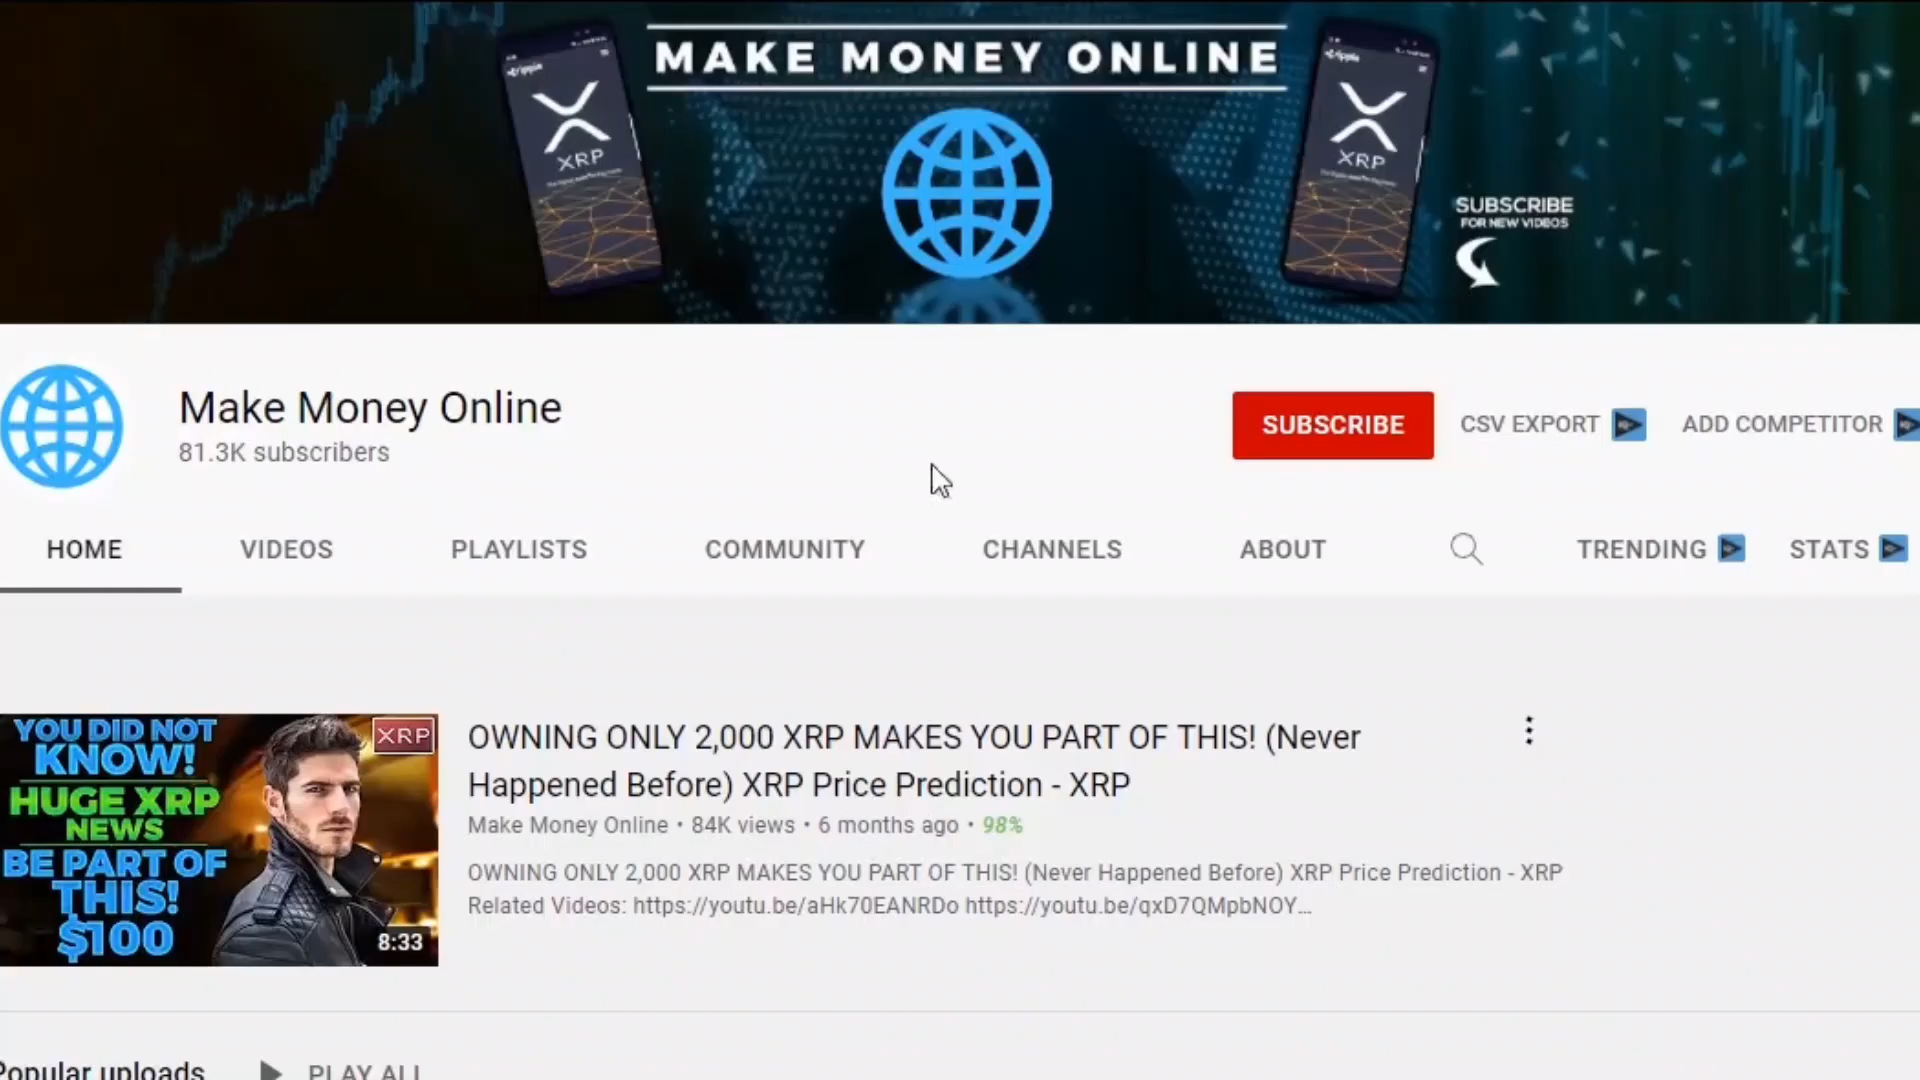 MAKE MONEY ONLINE
ripple
XRP
ripple
XRP
SUBSCRIBE
FOR NEW VIDEOS
Make Money Online
81.3K subscribers
SUBSCRIBE
CSV EXPORT
ADD COMPETITOR
HOME
VIDEOS
PLAYLISTS
COMMUNITY
CHANNELS
ABOUT
TRENDING
STATS
YOU DID NOT
KNOW!
HUGE XRP
NEWS
BE PART OF
THIS!
$100
XRP
8:33
OWNING ONLY 2,000 XRP MAKES YOU PART OF THIS! (Never
Happened Before) XRP Price Prediction - XRP
Make Money Online • 84K views • 6 months ago • 98%
OWNING ONLY 2,000 XRP MAKES YOU PART OF THIS! (Never Happened Before) XRP Price Prediction - XRP
Related Videos: https://youtu.be/aHk70EANRDo https://youtu.be/qxD7QMpbNOY...
Popular uploads
PLAY ALL